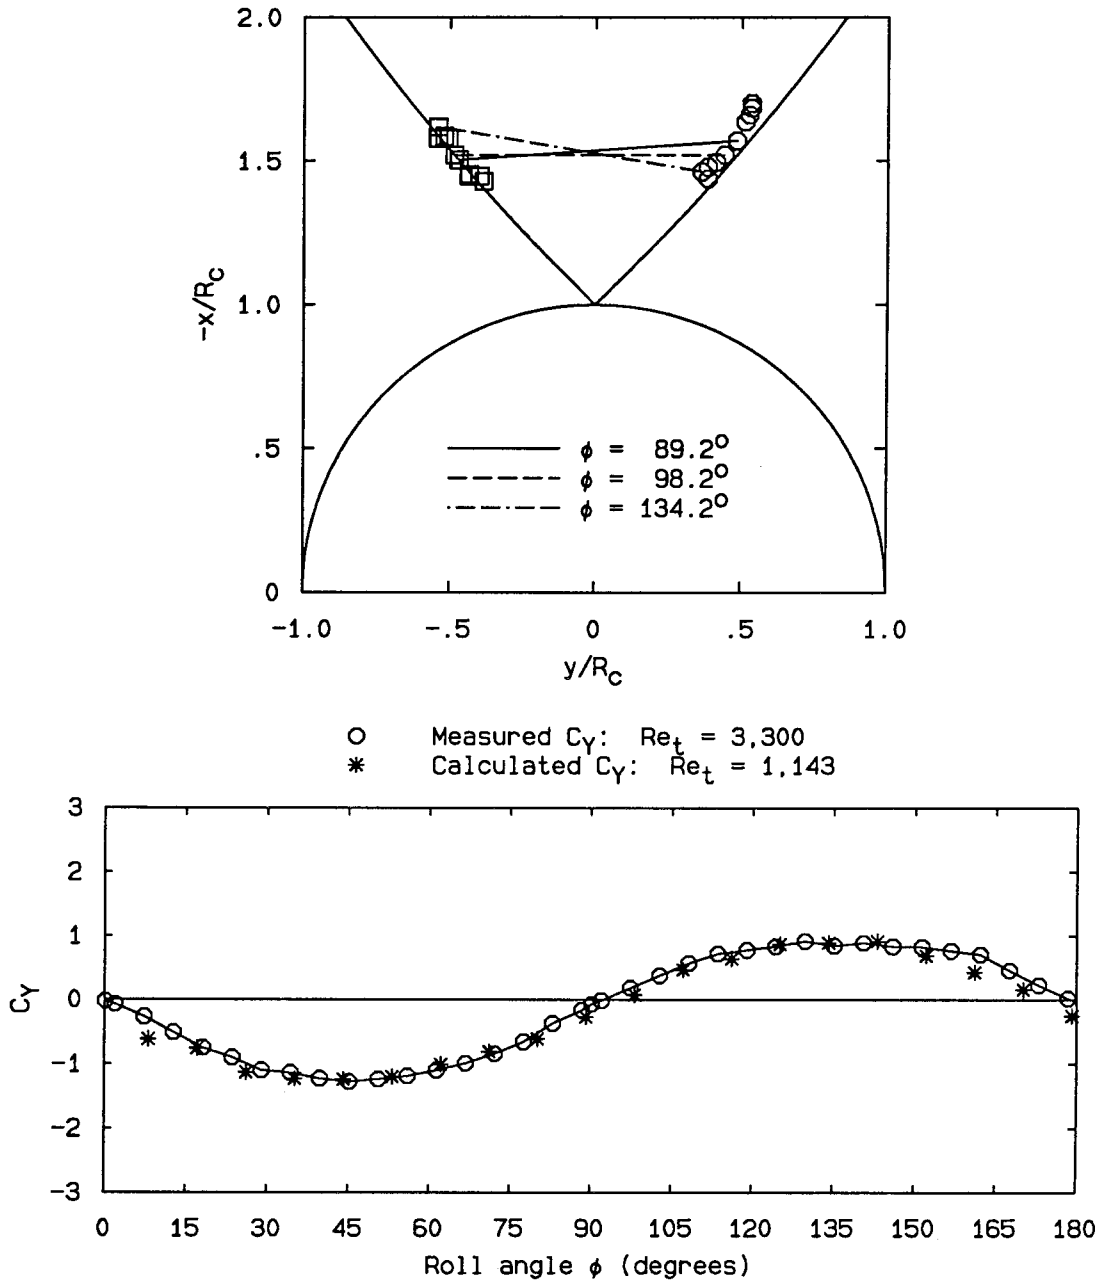 2.0
1.5
1.0
.5
0
-x/R_C
ϕ = 89.2°
ϕ = 98.2°
ϕ = 134.2°
-1.0 -.5 0 .5 1.0
y/R_C
Measured C_Y: Re_t = 3,300
Calculated C_Y: Re_t = 1,143
3
2
1
0
-1
-2
-3
C_Y
0 15 30 45 60 75 90 105 120 135 150 165 180
Roll angle ϕ (degrees)